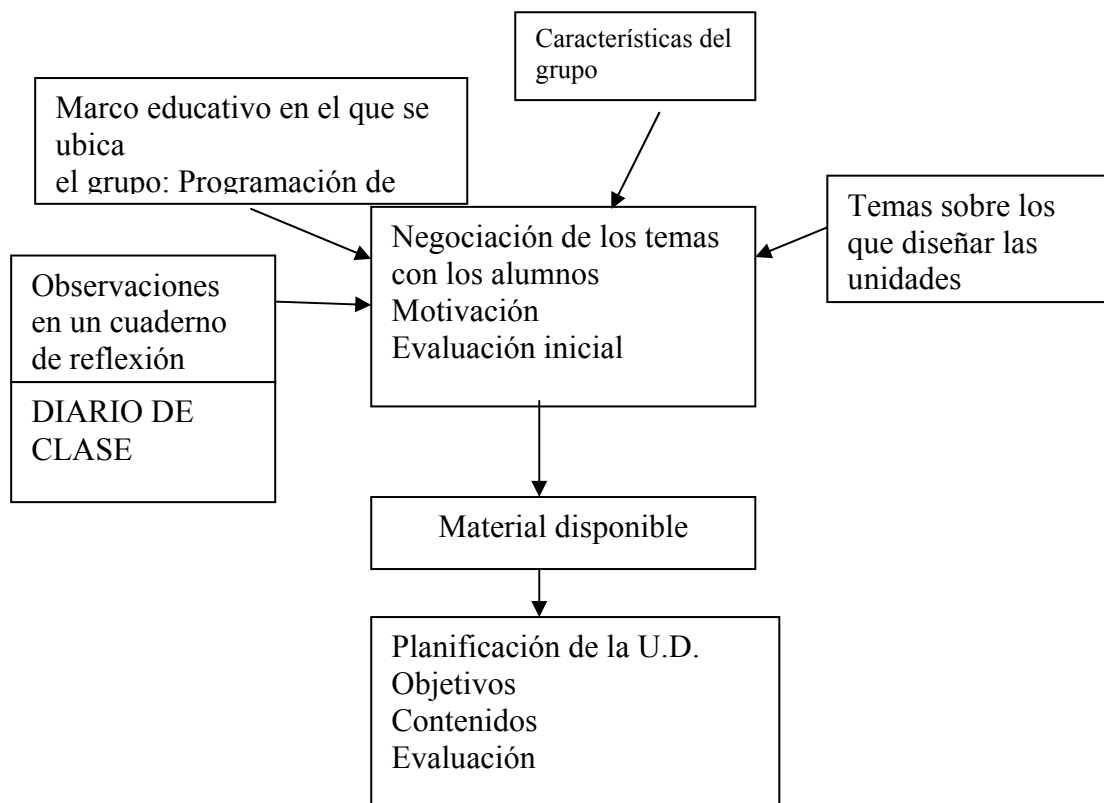 Características del
grupo
Marco educativo en el que se
ubica
el grupo: Programación de
Temas sobre los
que diseñar las
unidades
Negociación de los temas
con los alumnos
Motivación
Evaluación inicial
Observaciones
en un cuaderno
de reflexión
DIARIO DE
CLASE
Material disponible
Planificación de la U.D.
Objetivos
Contenidos
Evaluación